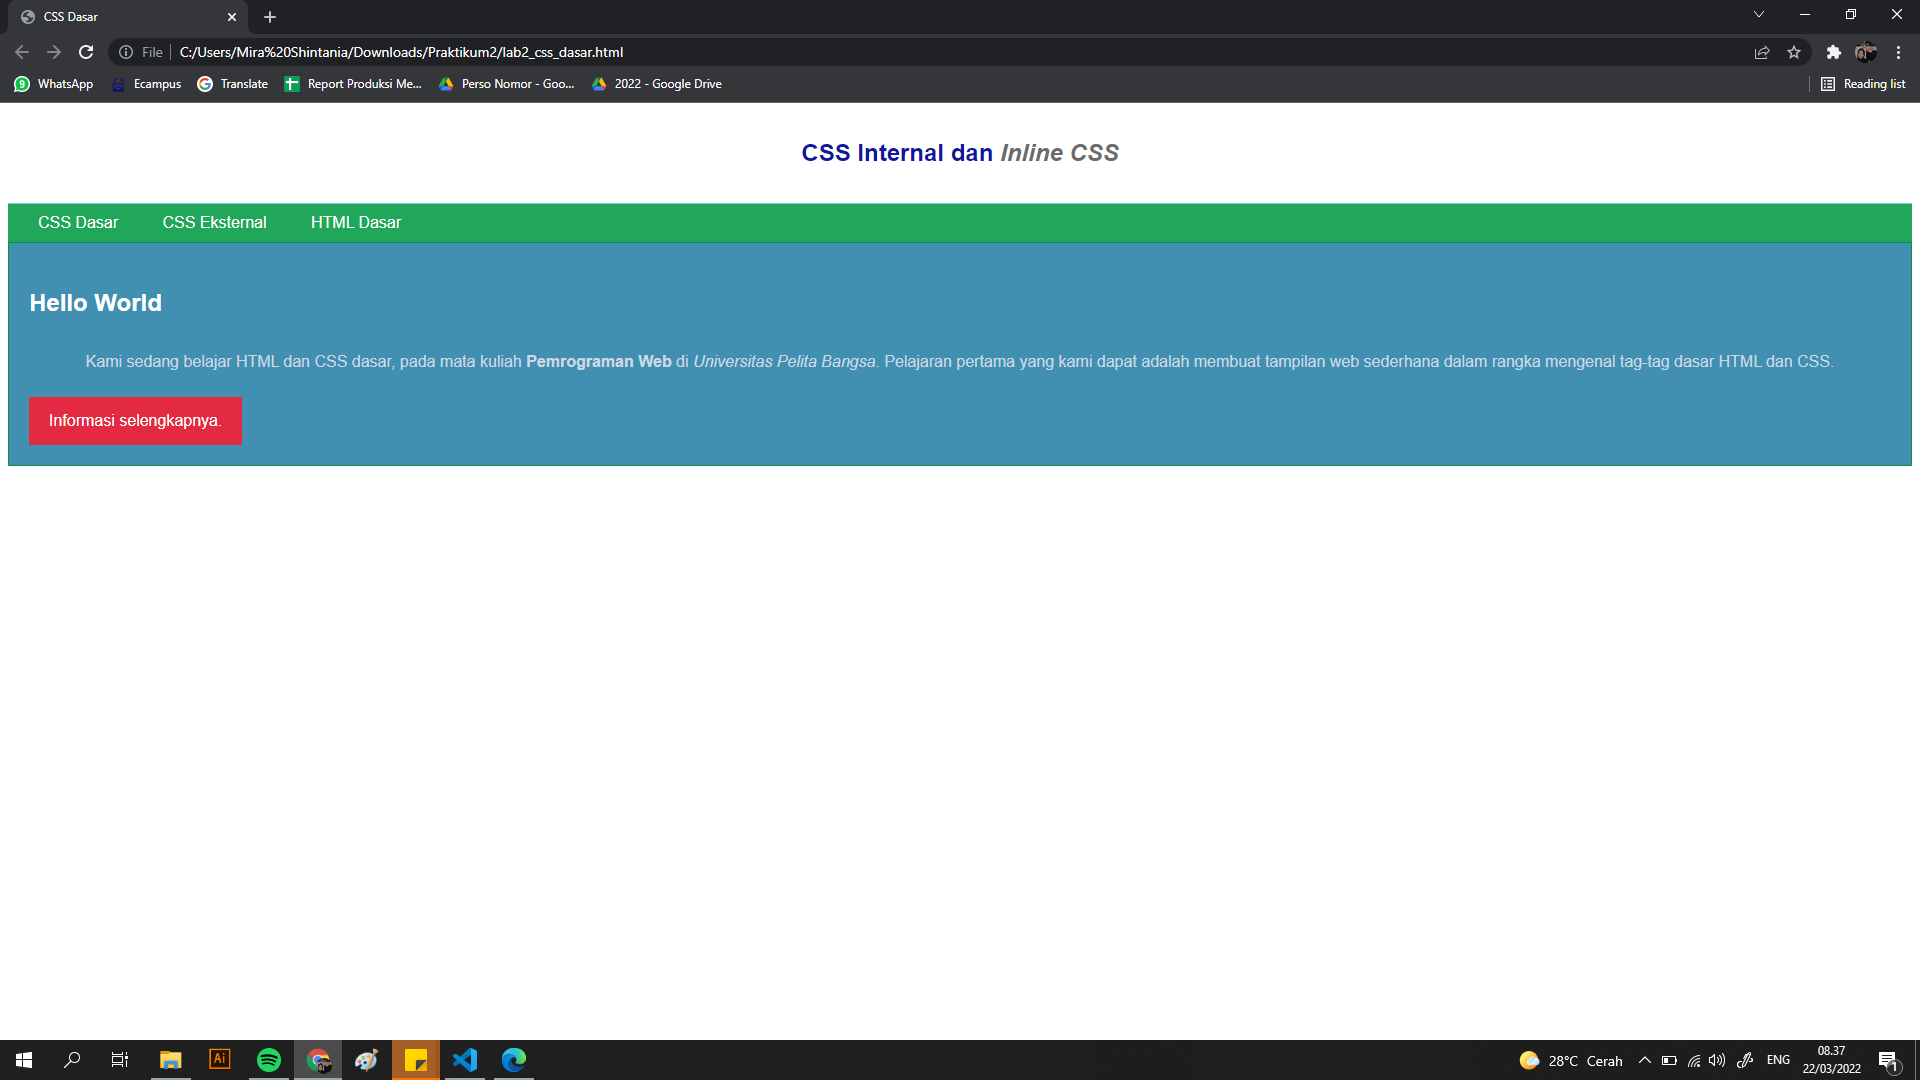 CSS Dasar
File
C:/Users/Mira%20Shintania/Downloads/Praktikum2/lab2_css_dasar.html
9 WhatsApp Ecampus Translate Report Produksi Me... Perso Nomor - Goo... 2022 - Google Drive Reading list
CSS Internal dan Inline CSS
CSS Dasar CSS Eksternal HTML Dasar
Hello World
Kami sedang belajar HTML dan CSS dasar, pada mata kuliah Pemrograman Web di Universitas Pelita Bangsa. Pelajaran pertama yang kami dapat adalah membuat tampilan web sederhana dalam rangka mengenal tag-tag dasar HTML dan CSS.
Informasi selengkapnya.
Ai
28°C Cerah
ENG
08.37
22/03/2022
1